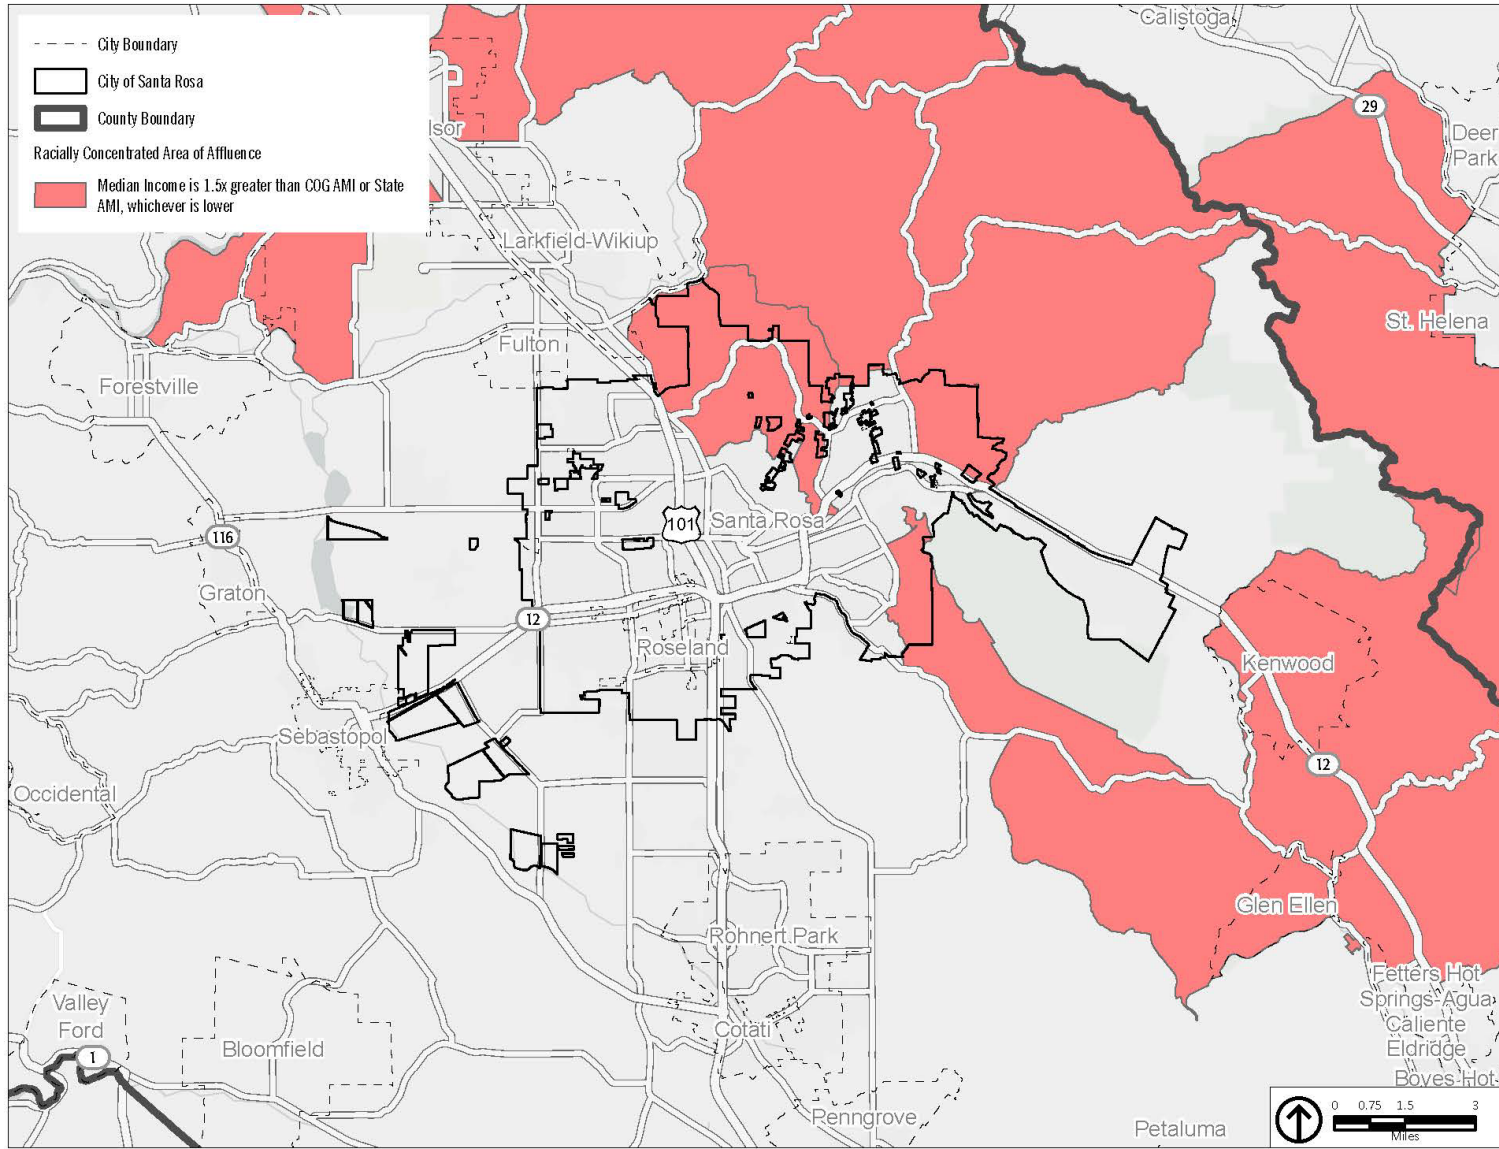 City Boundary
City of Santa Rosa
County Boundary
Racially Concentrated Area of Affluence
Median Income is 1.5x greater than COG AMI or State
AMI, whichever is lower
Calistoga
29
Deer
Park
lsor
Larkfield-Wikiup
St. Helena
Fulton
Forestville
101
Santa Rosa
116
Graton
12
Roseland
Kenwood
Sebastopol
12
Occidental
Glen Ellen
Rohnert Park
Fetters Hot
Springs-Agua
Caliente
Eldridge
Valley
Ford
Cotati
Bloomfield
1
Boyes Hot
Penngrove
Petaluma
0 0.75 1.5 3
Miles